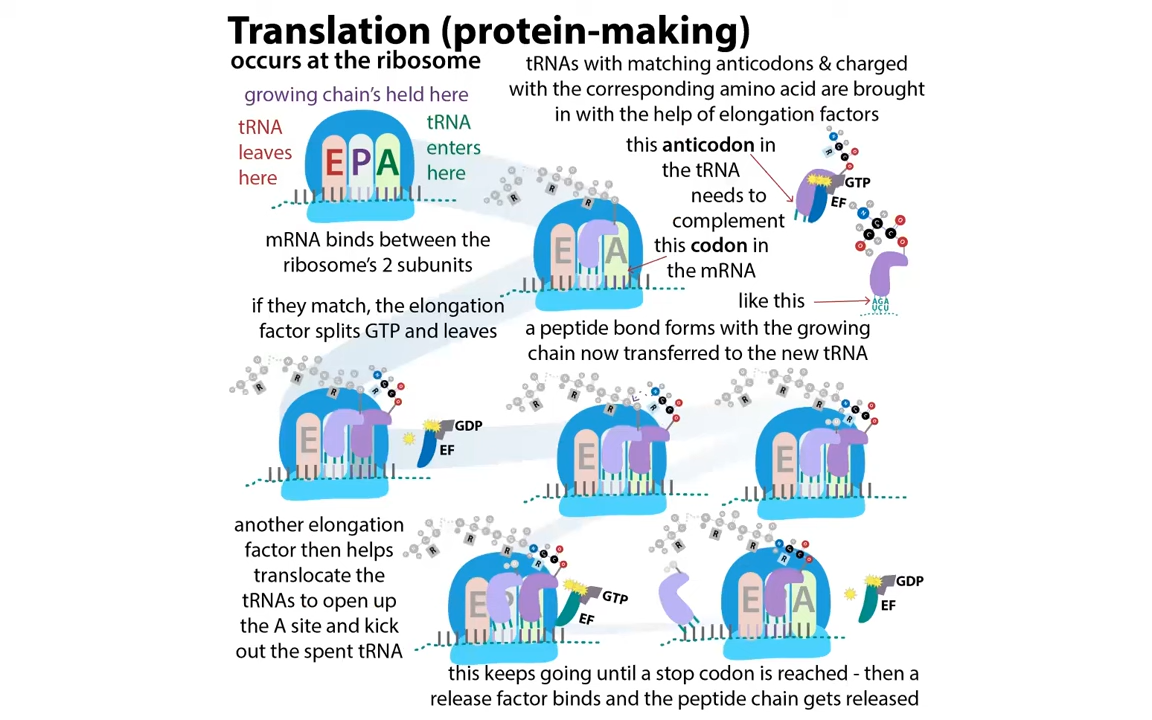 Translation (protein-making)
occurs at the ribosome
growing chain's held here
tRNA
leaves
here
E P A
tRNA
enters
here
mRNA binds between the
ribosome's 2 subunits
tRNAs with matching anticodons & charged
with the corresponding amino acid are brought
in with the help of elongation factors
this anticodon in
the tRNA
needs to
complement
this codon in
the mRNA
like this
GTP
EF
AGA
UCU
R
R
R
E A
if they match, the elongation
factor splits GTP and leaves
a peptide bond forms with the growing
chain now transferred to the new tRNA
R
R
R
R
E
GDP
EF
R
R
R
R
E
R
R
R
R
E
another elongation
factor then helps
translocate the
tRNAs to open up
the A site and kick
out the spent tRNA
R
R
R
R
E P A
GTP
EF
R
R
R
R
E P A
GDP
EF
this keeps going until a stop codon is reached - then a
release factor binds and the peptide chain gets released